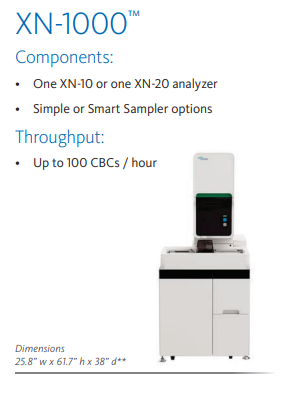 XN-1000™
Components:
• One XN-10 or one XN-20 analyzer
• Simple or Smart Sampler options
Throughput:
• Up to 100 CBCs / hour
Dimensions
25.8" w x 61.7" h x 38" d**